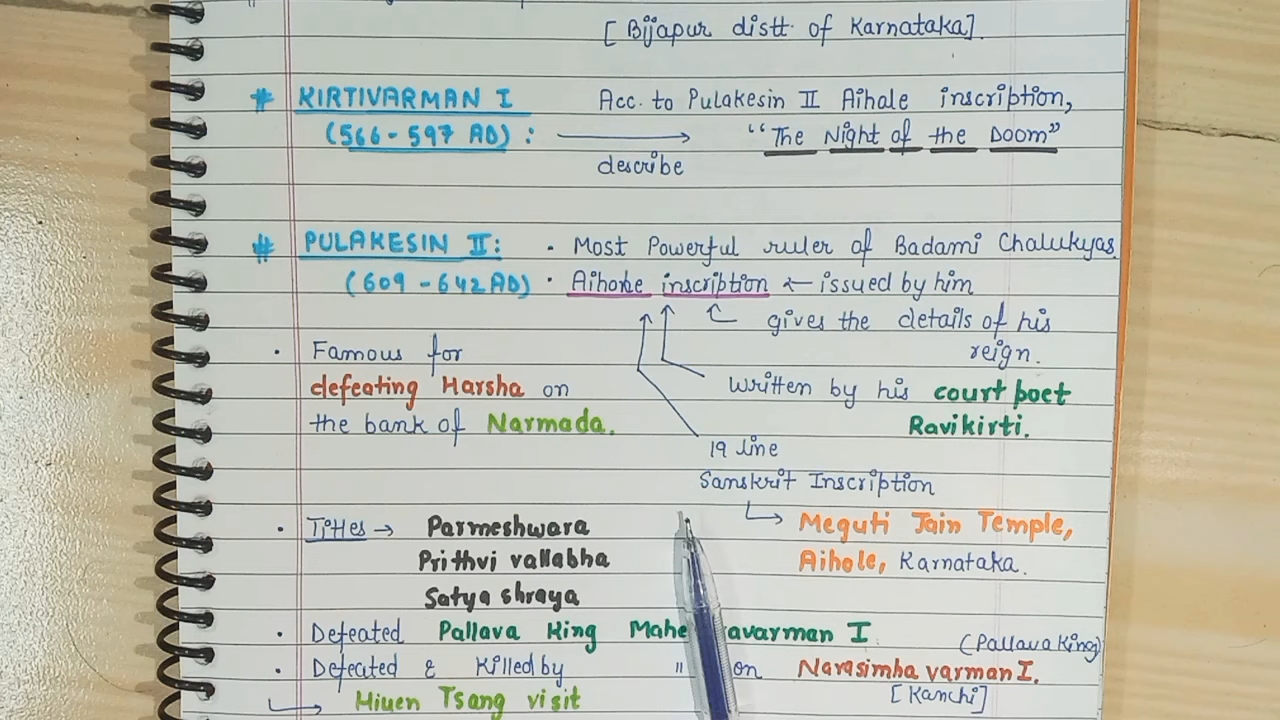 [Bijapur distt. of Karnataka].
# KIRTIVARMAN I Acc. to Pulakesin II Aihole inscription,
(566-597 AD) : → "The Night of the Doom"
describe
# PULAKESIN II: • Most Powerful ruler of Badami Chalukyas
(609-642AD) • Aihole inscription ← issued by him
gives the details of his
reign.
• Famous for
defeating Harsha on
the bank of Narmada.
written by his court poet
Ravikirti.
19 line
Sanskrit Inscription
• Titles → Parmeshwara
Prithvi vallabha
Satya shraya
→ Meguti Jain Temple,
Aihole, Karnataka.
• Defeated Pallava King avarman I (Pallava King)
• Defeated & Killed by " on Narasimha varman I.
[Kanchi]
→ Hiuen Tsang visit